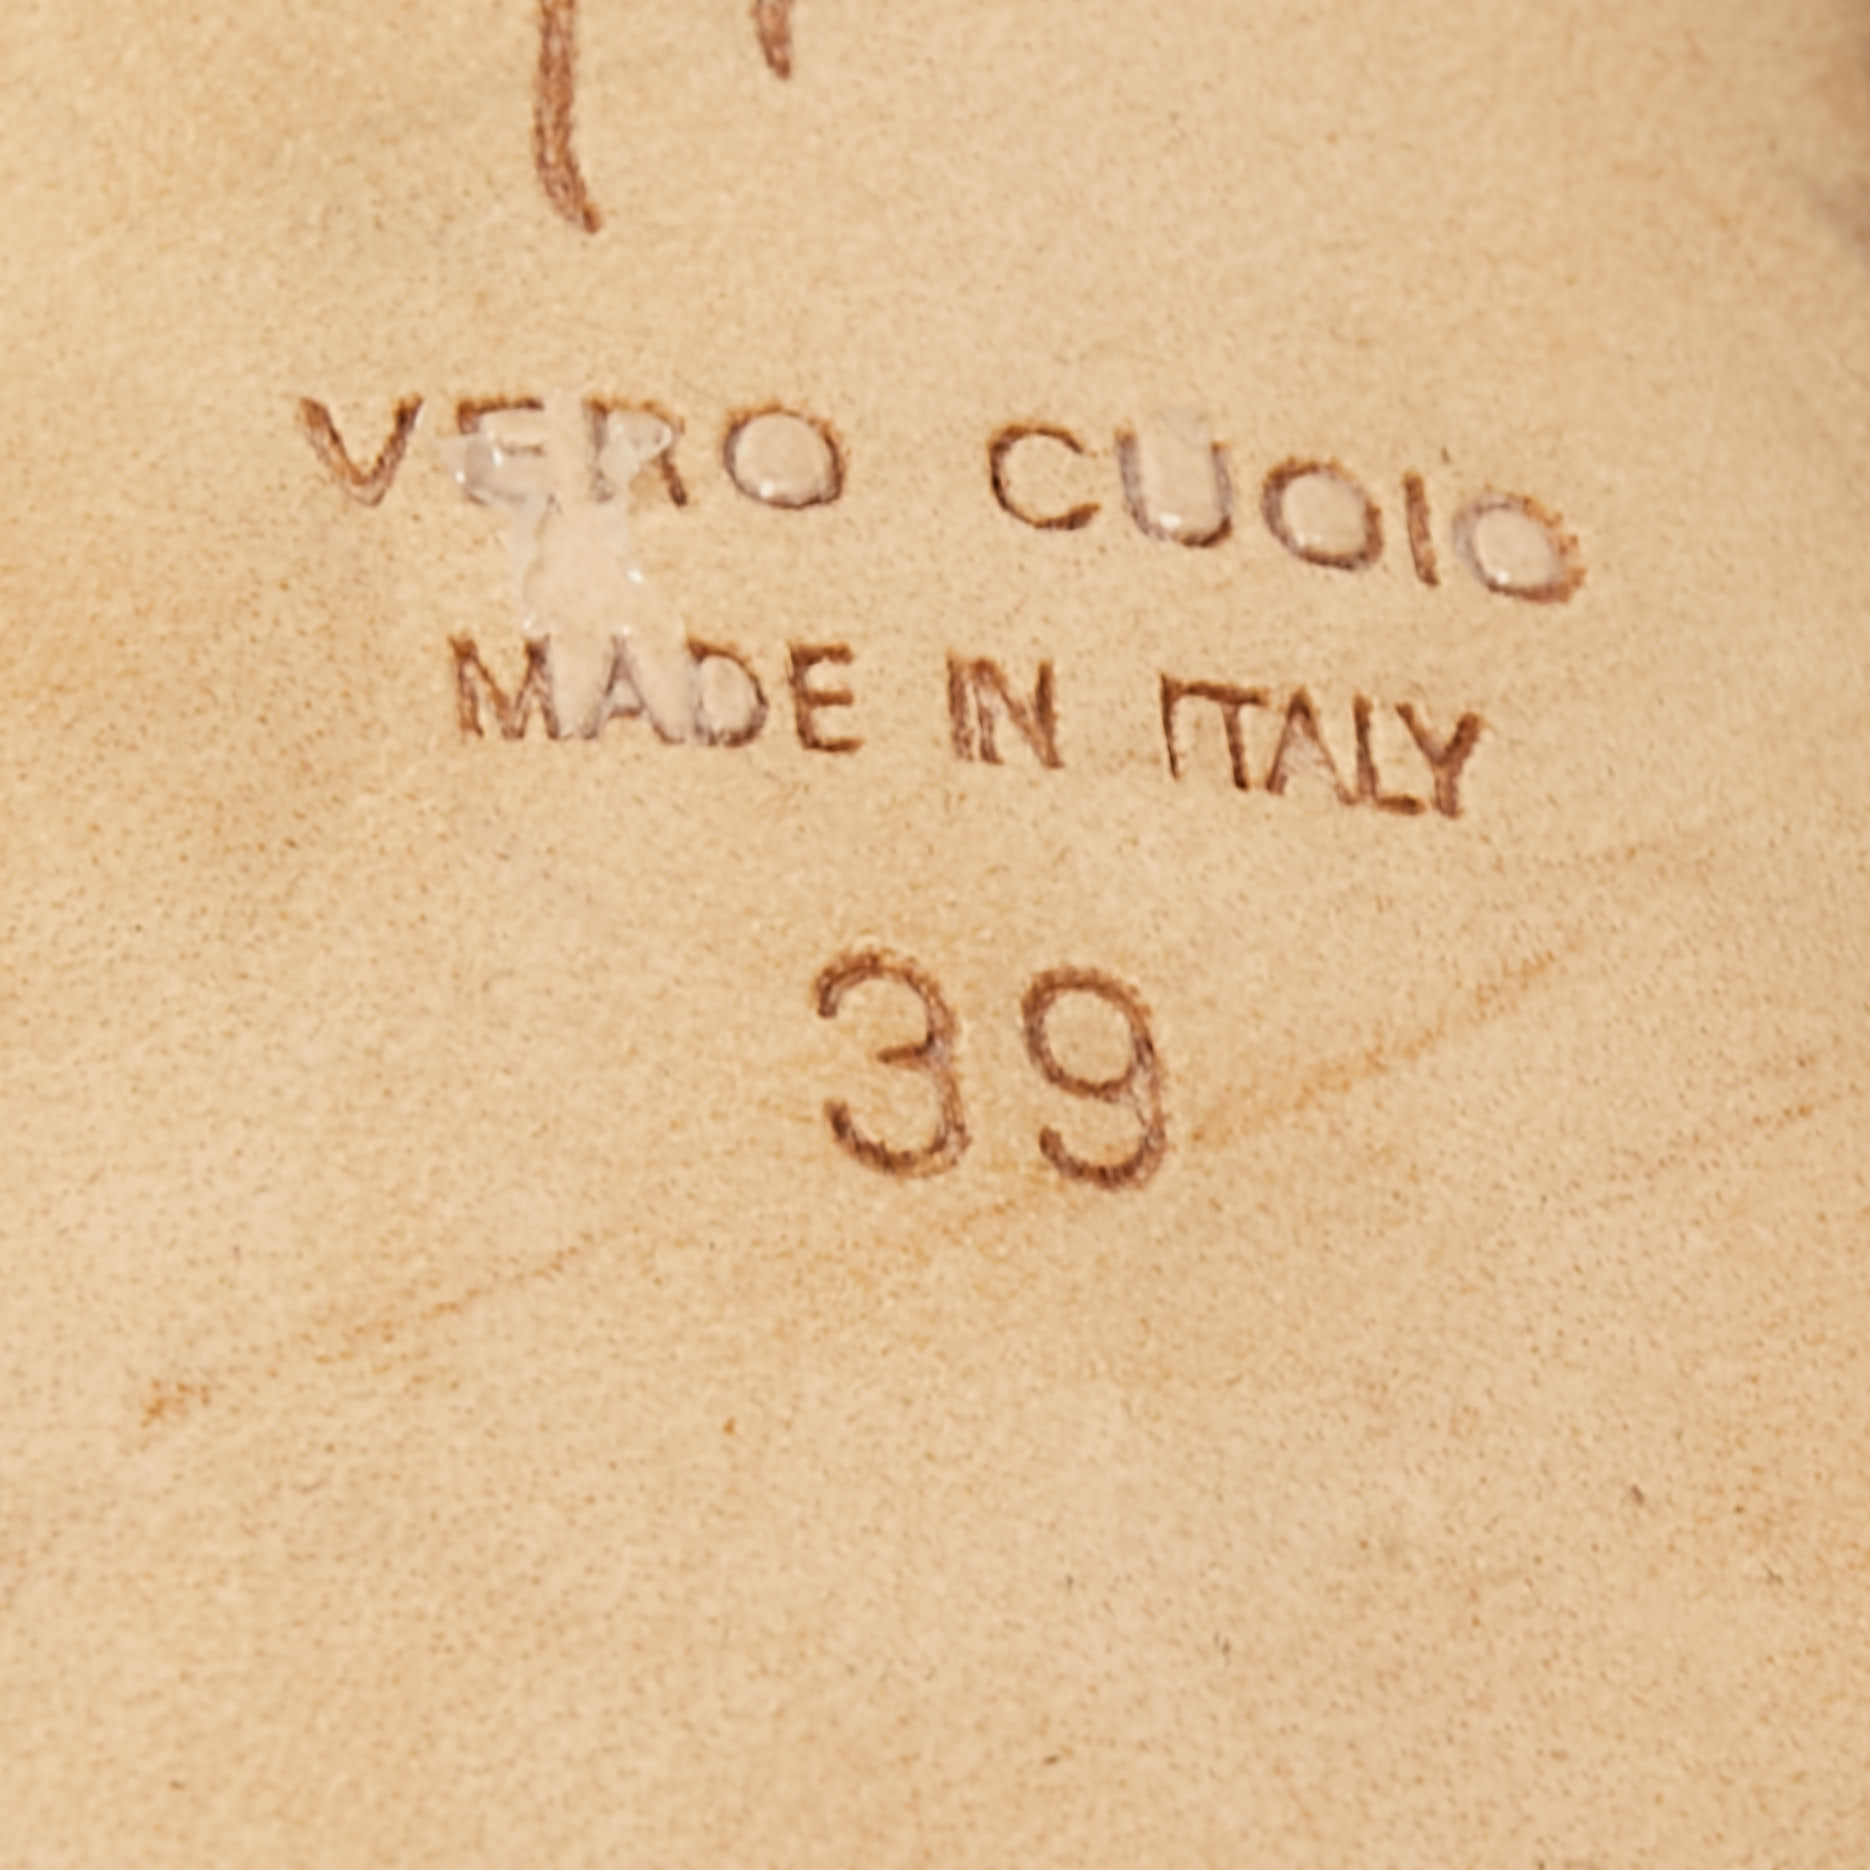 VERO CUOIO
MADE IN ITALY
39